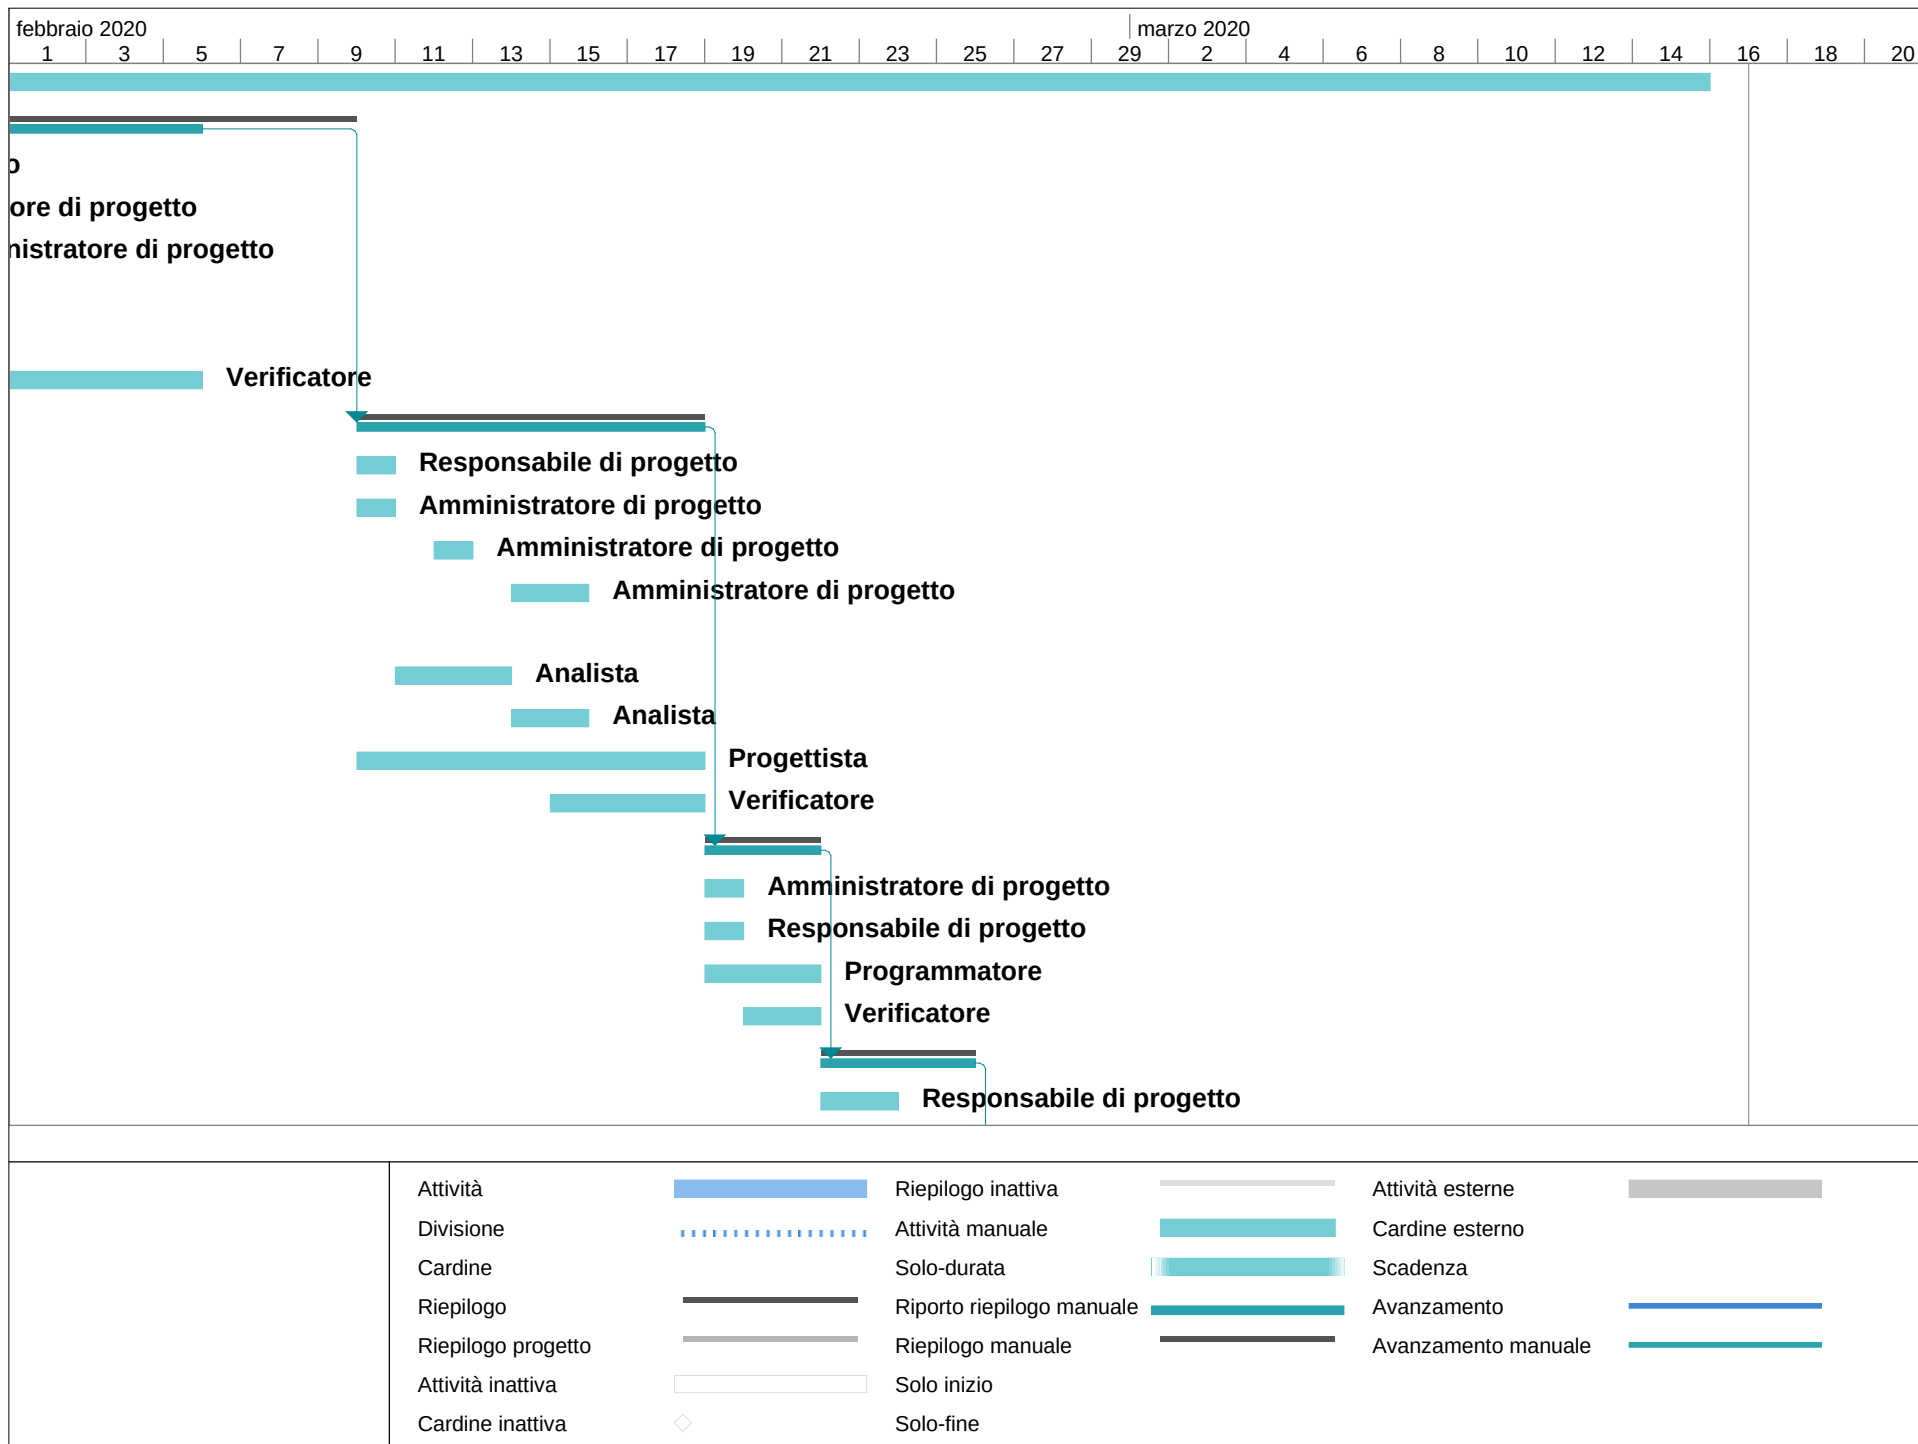 febbraio 2020 marzo 2020
1 3 5 7 9 11 13 15 17 19 21 23 25 27 29 2 4 6 8 10 12 14 16 18 20
o
ore di progetto
nistratore di progetto
Verificatore
Responsabile di progetto
Amministratore di progetto
Amministratore di progetto
Amministratore di progetto
Analista
Analista
Progettista
Verificatore
Amministratore di progetto
Responsabile di progetto
Programmatore
Verificatore
Responsabile di progetto
Attività Riepilogo inattiva Attività esterne
Divisione Attività manuale Cardine esterno
Cardine Solo-durata Scadenza
Riepilogo Riporto riepilogo manuale Avanzamento
Riepilogo progetto Riepilogo manuale Avanzamento manuale
Attività inattiva Solo inizio
Cardine inattiva Solo-fine